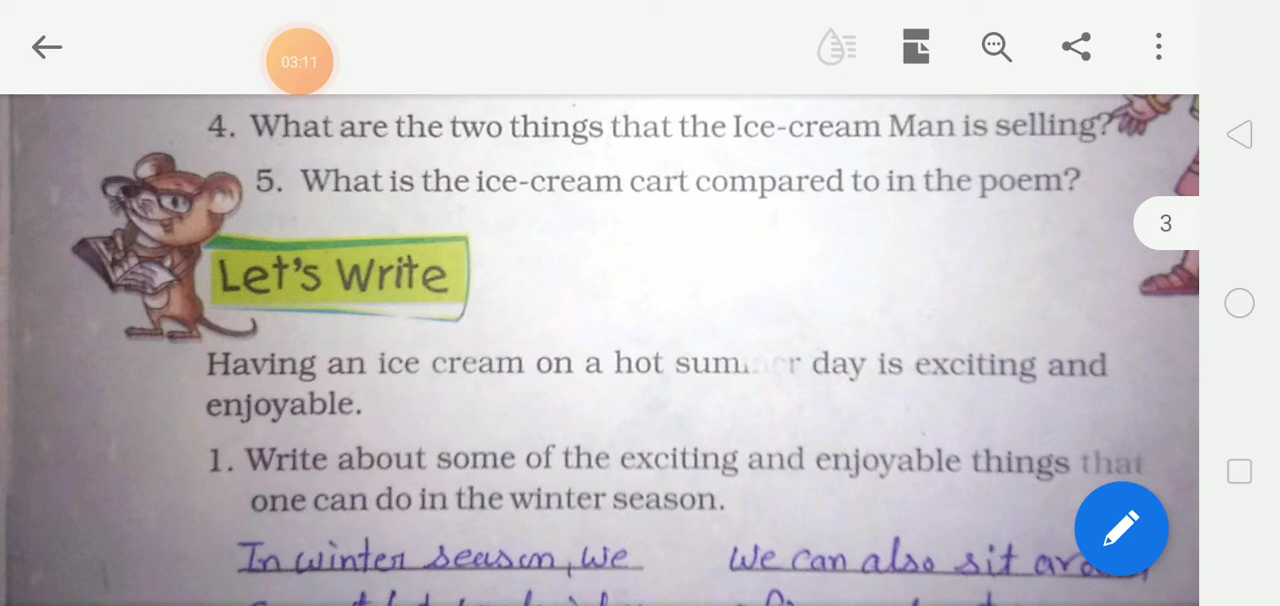 03:11
4. What are the two things that the Ice-cream Man is selling?
5. What is the ice-cream cart compared to in the poem?
3
Let's Write
Having an ice cream on a hot summer day is exciting and
enjoyable.
1. Write about some of the exciting and enjoyable things that
one can do in the winter season.
In winter season, we
We can also sit